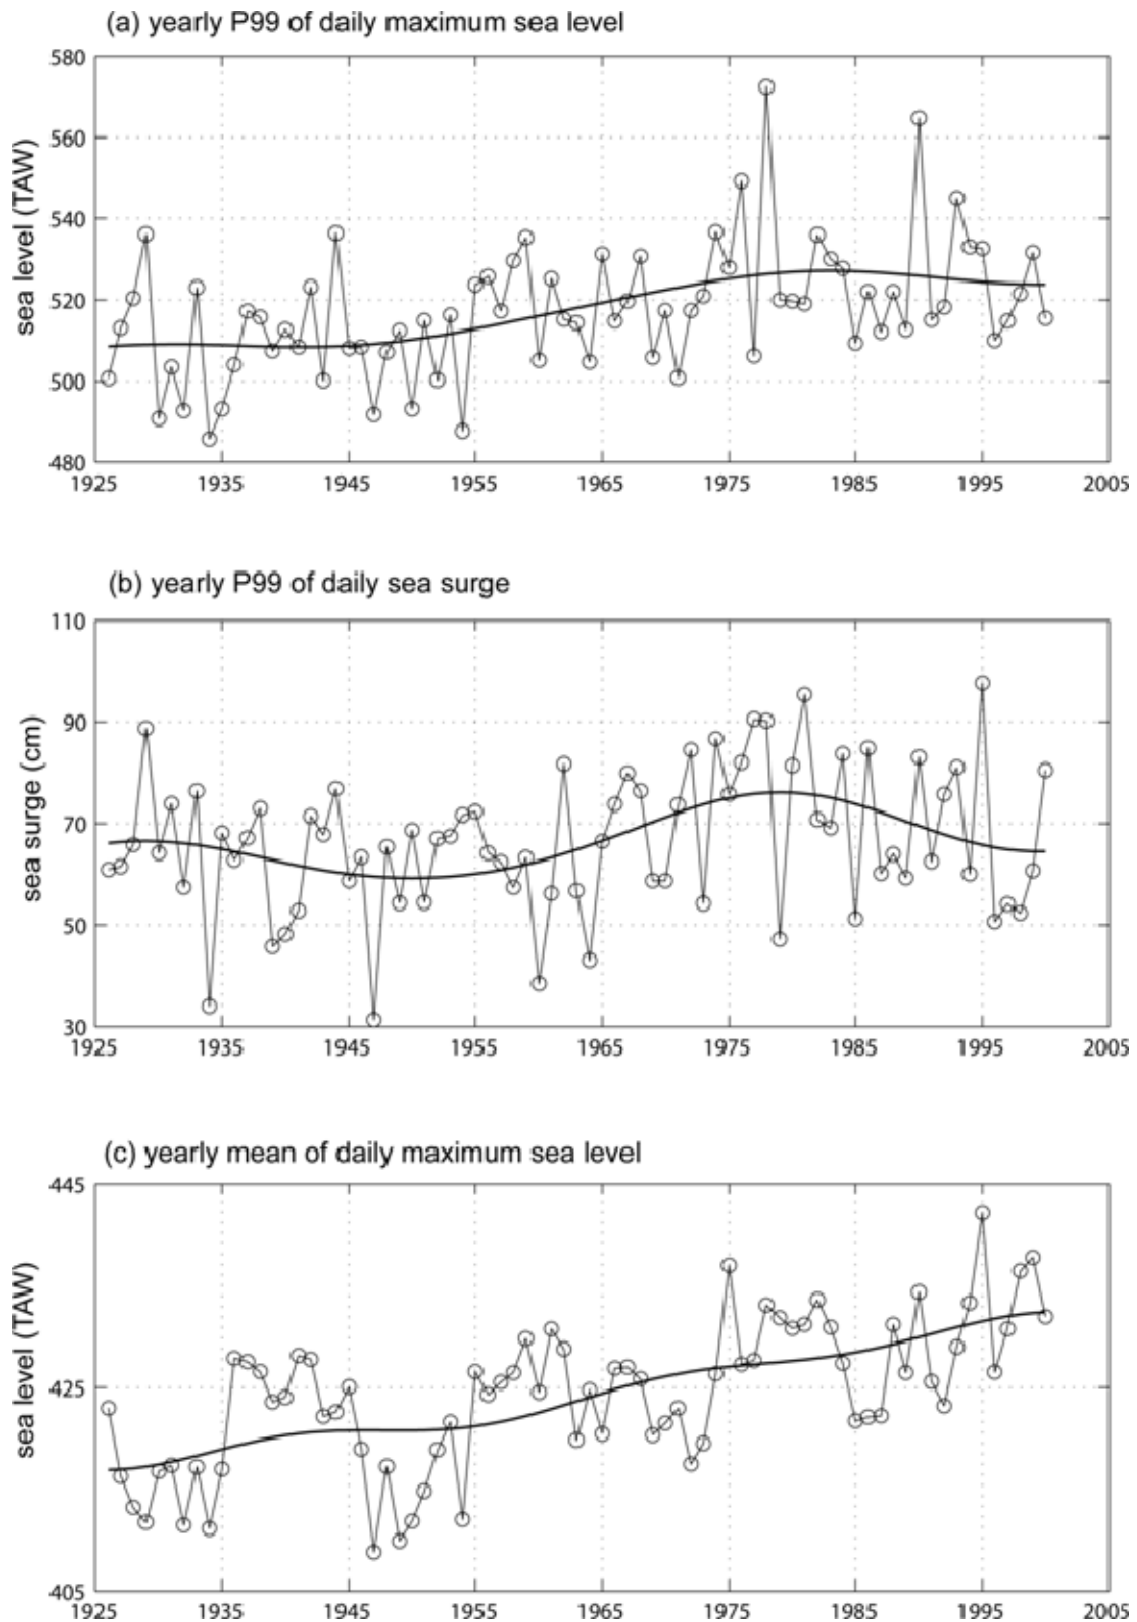 (a) yearly P99 of daily maximum sea level
580
560
540
520
500
480
sea level (TAW)
1925 1935 1945 1955 1965 1975 1985 1995 2005
(b) yearly P99 of daily sea surge
110
90
70
50
30
sea surge (cm)
1925 1935 1945 1955 1965 1975 1985 1995 2005
(c) yearly mean of daily maximum sea level
445
425
405
sea level (TAW)
1925 1935 1945 1955 1965 1975 1985 1995 2005